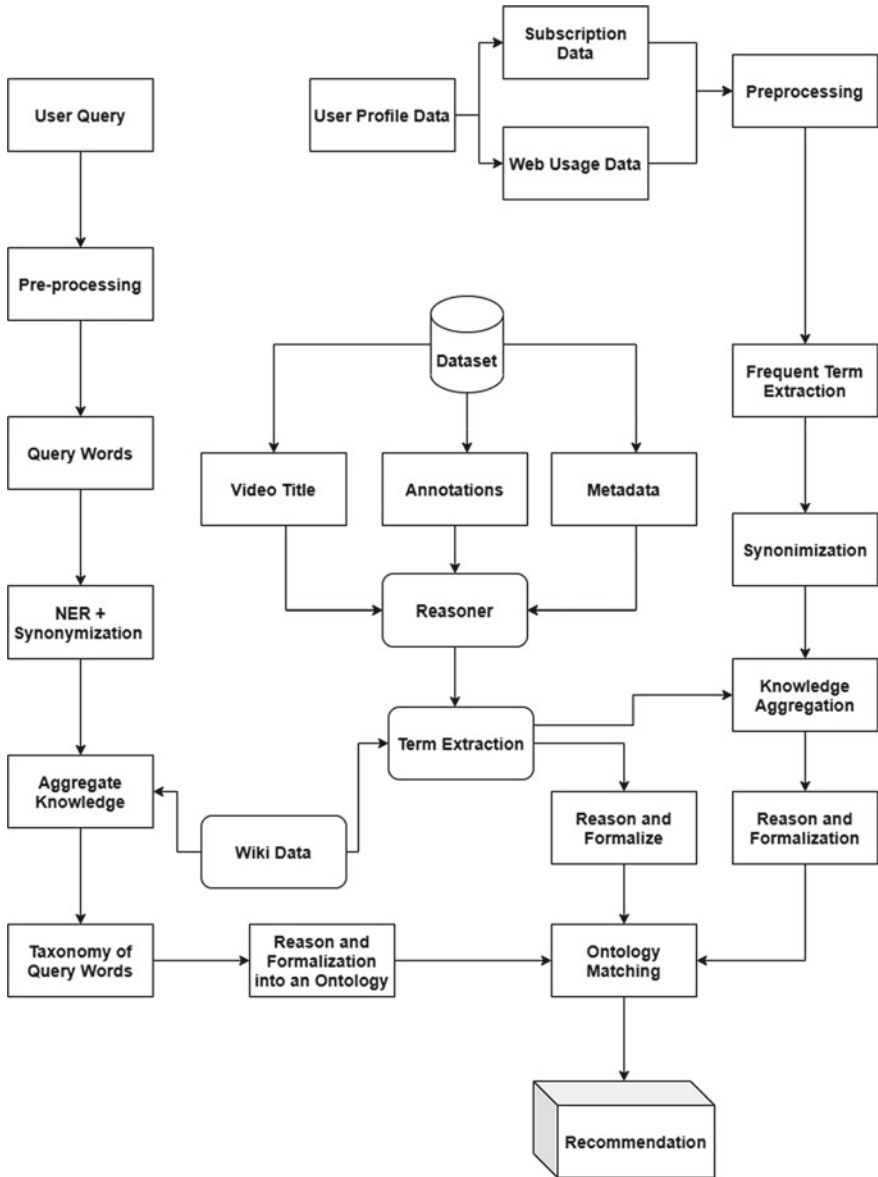 Subscription
Data
User Query
User Profile Data
Preprocessing
Web Usage Data
Pre-processing
Dataset
Frequent Term
Extraction
Query Words
Video Title
Annotations
Metadata
Synonimization
NER +
Synonymization
Reasoner
Knowledge
Aggregation
Term Extraction
Aggregate
Knowledge
Wiki Data
Reason and
Formalize
Reason and
Formalization
Taxonomy of
Query Words
Reason and
Formalization
into an Ontology
Ontology
Matching
Recommendation